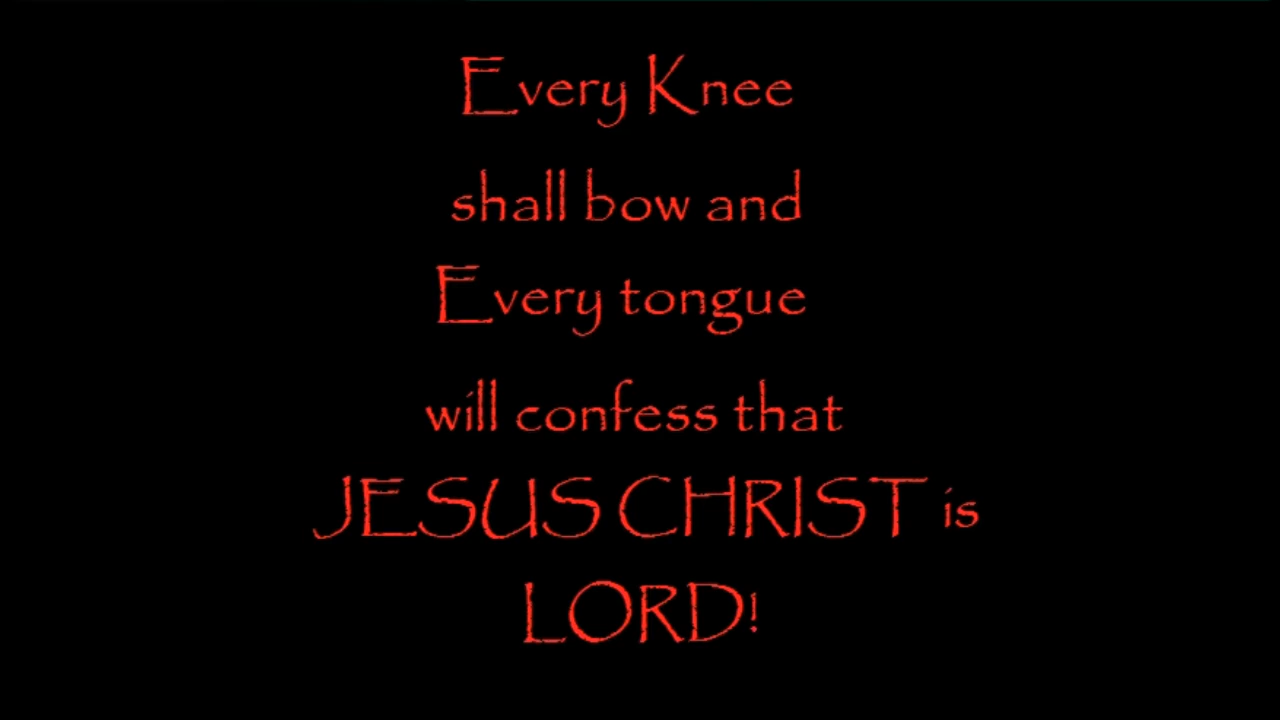 Every Knee
shall bow and
Every tongue
will confess that
JESUS CHRIST is
LORD!